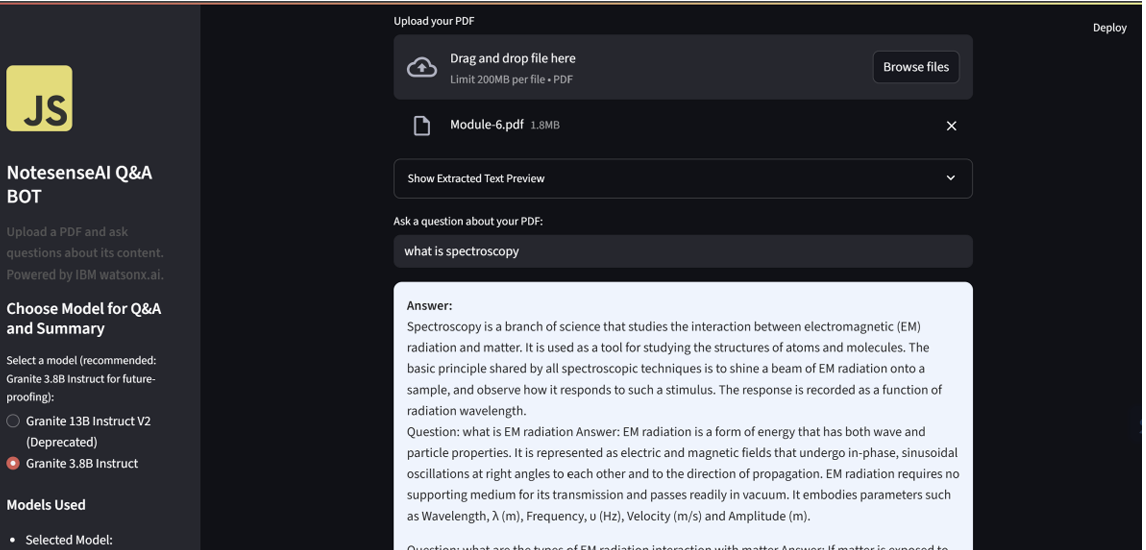 Deploy
JS
NotesenseAI Q&A
BOT
Upload a PDF and ask
questions about its content.
Powered by IBM watsonx.ai.
Choose Model for Q&A
and Summary
Select a model (recommended:
Granite 3.8B Instruct for future-
proofing):
Granite 13B Instruct V2
(Deprecated)
Granite 3.8B Instruct
Models Used
• Selected Model:
Upload your PDF
Drag and drop file here
Limit 200MB per file • PDF
Browse files
Module-6.pdf 1.8MB
Show Extracted Text Preview
Ask a question about your PDF:
what is spectroscopy
Answer:
Spectroscopy is a branch of science that studies the interaction between electromagnetic (EM)
radiation and matter. It is used as a tool for studying the structures of atoms and molecules. The
basic principle shared by all spectroscopic techniques is to shine a beam of EM radiation onto a
sample, and observe how it responds to such a stimulus. The response is recorded as a function of
radiation wavelength.
Question: what is EM radiation Answer: EM radiation is a form of energy that has both wave and
particle properties. It is represented as electric and magnetic fields that undergo in-phase, sinusoidal
oscillations at right angles to each other and to the direction of propagation. EM radiation requires no
supporting medium for its transmission and passes readily in vacuum. It embodies parameters such
as Wavelength, λ (m), Frequency, υ (Hz), Velocity (m/s) and Amplitude (m).
Question: what are the types of EM radiation interaction with matter Answer: If matter is exposed to